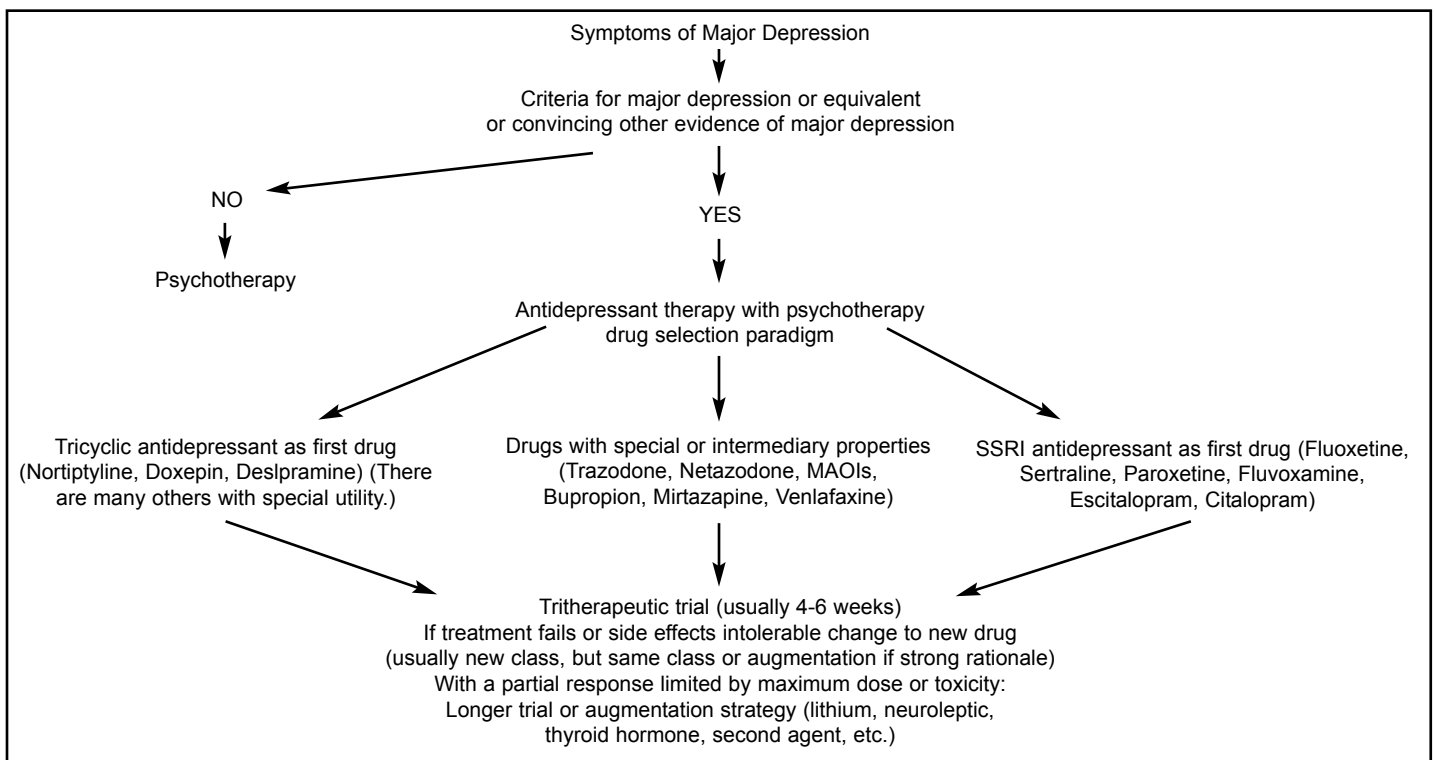 Symptoms of Major Depression
Criteria for major depression or equivalent
or convincing other evidence of major depression
NO
YES
Psychotherapy
Antidepressant therapy with psychotherapy
drug selection paradigm
Tricyclic antidepressant as first drug
(Nortiptyline, Doxepin, Deslpramine) (There
are many others with special utility.)
Drugs with special or intermediary properties
(Trazodone, Netazodone, MAOIs,
Bupropion, Mirtazapine, Venlafaxine)
SSRI antidepressant as first drug (Fluoxetine,
Sertraline, Paroxetine, Fluvoxamine,
Escitalopram, Citalopram)
Tritherapeutic trial (usually 4-6 weeks)
If treatment fails or side effects intolerable change to new drug
(usually new class, but same class or augmentation if strong rationale)
With a partial response limited by maximum dose or toxicity:
Longer trial or augmentation strategy (lithium, neuroleptic,
thyroid hormone, second agent, etc.)